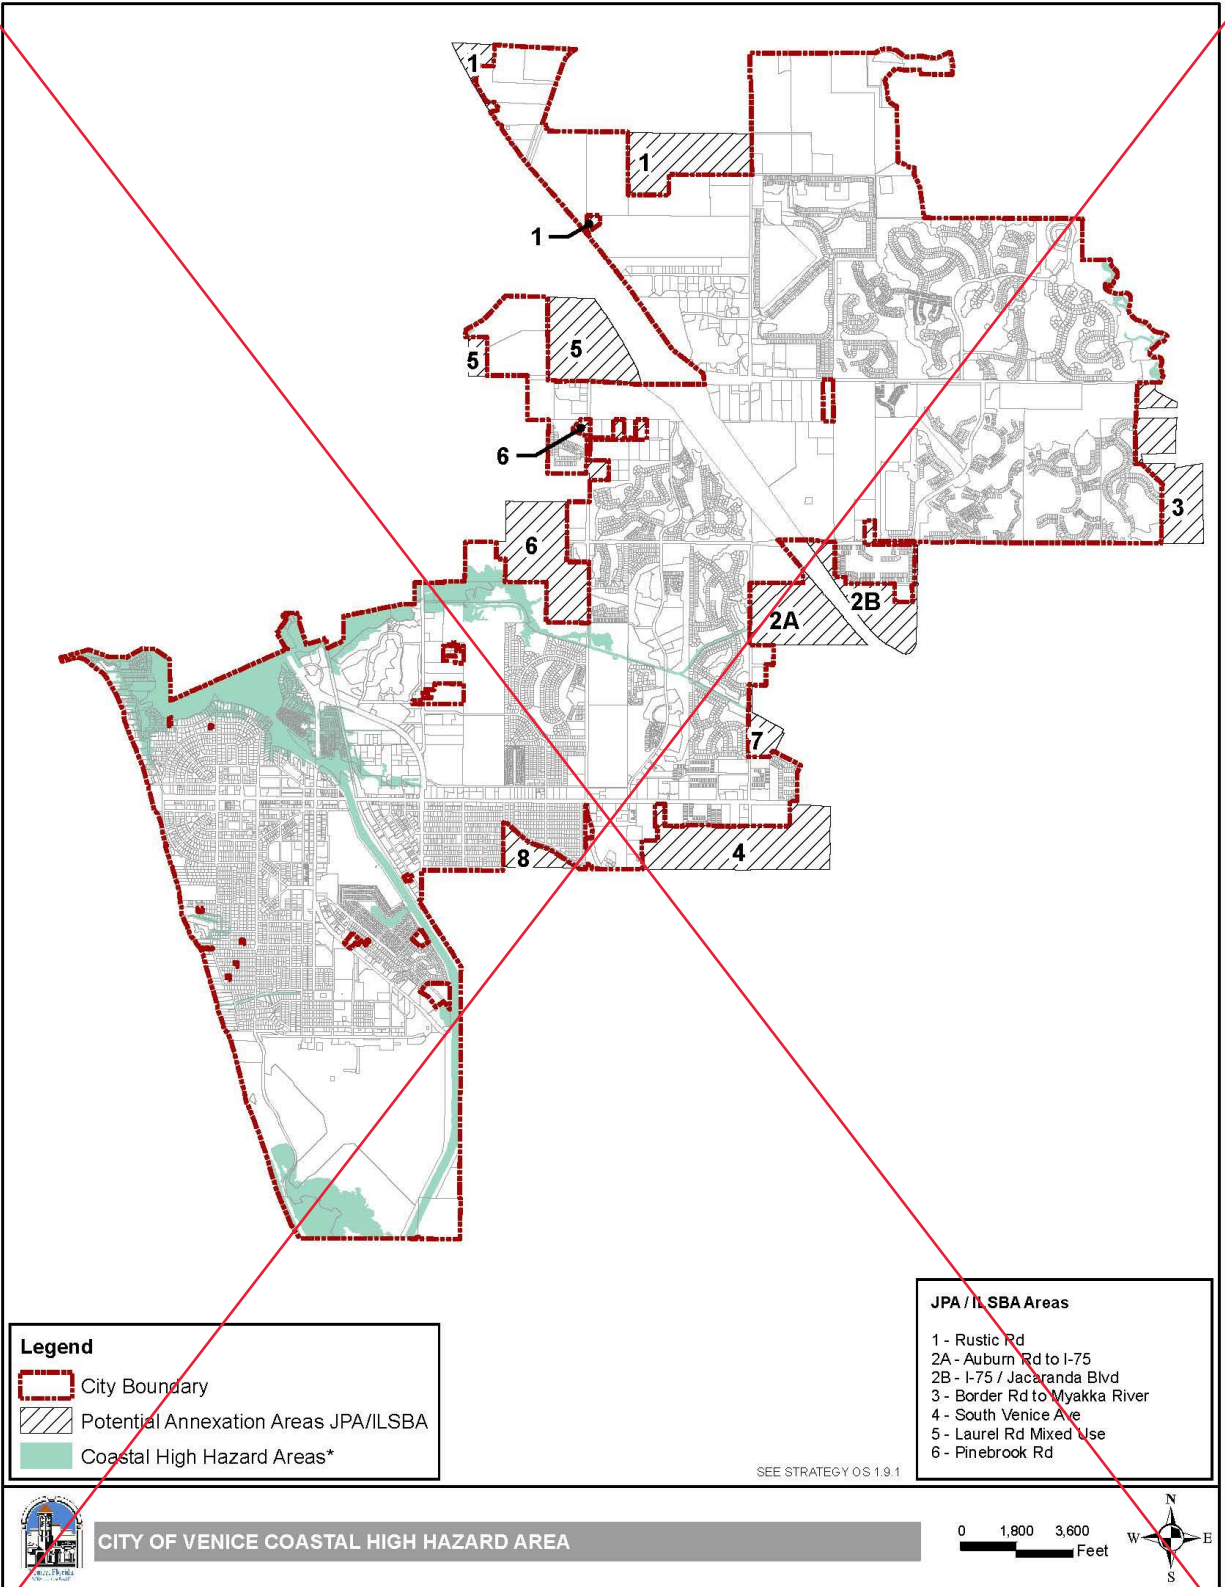 1
1
1
5
5
6
6
3
2B
2A
7
8
4
JPA / ILSBA Areas
1 - Rustic Rd
2A - Auburn Rd to I-75
2B - I-75 / Jacaranda Blvd
3 - Border Rd to Myakka River
4 - South Venice Ave
5 - Laurel Rd Mixed Use
6 - Pinebrook Rd
Legend
City Boundary
Potential Annexation Areas JPA/ILSBA
Coastal High Hazard Areas*
SEE STRATEGY OS 1.9.1
CITY OF VENICE COASTAL HIGH HAZARD AREA
0 1,800 3,600
Feet
N
W E
S